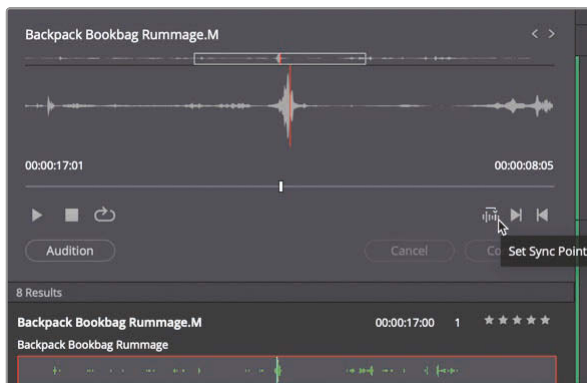 Backpack Bookbag Rummage.M
00:00:17:01 00:00:08:05
Audition Cancel Co Set Sync Point
8 Results
Backpack Bookbag Rummage.M 00:00:17:00 1
Backpack Bookbag Rummage